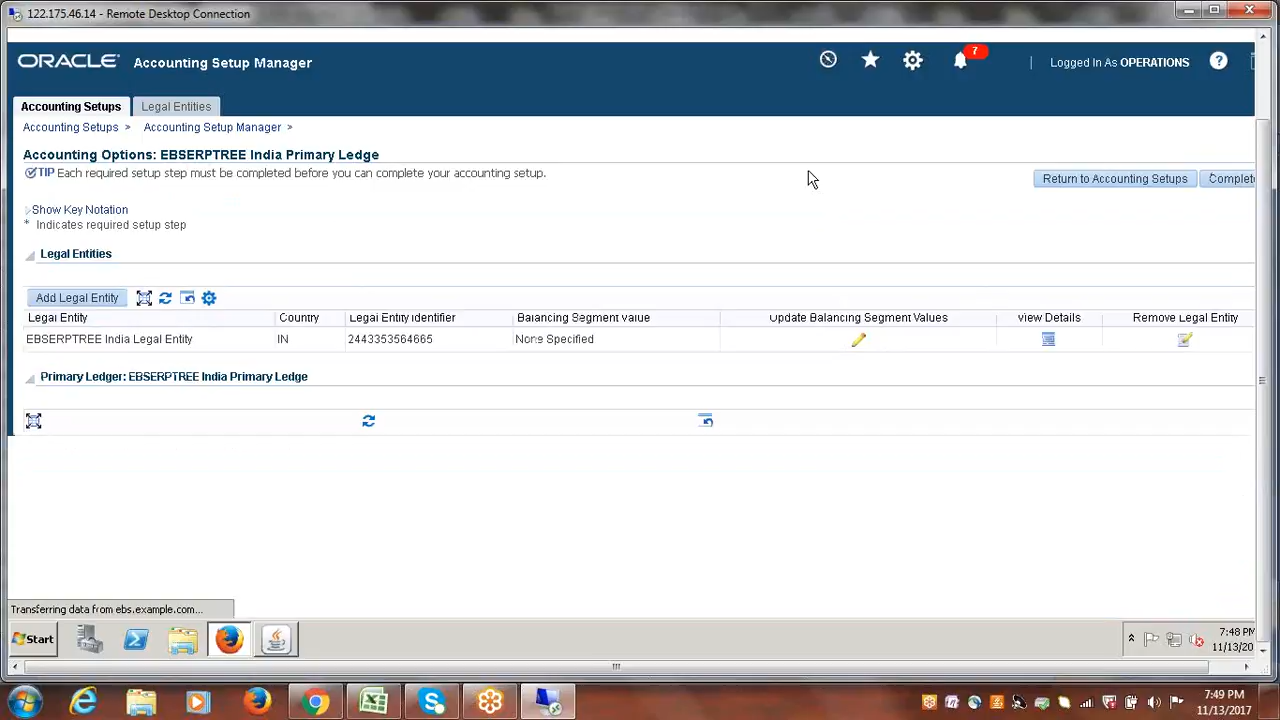 122.175.46.14 - Remote Desktop Connection
ORACLE Accounting Setup Manager
7
Logged In As OPERATIONS
Accounting Setups
Legal Entities
Accounting Setups > Accounting Setup Manager >
Accounting Options: EBSERPTREE India Primary Ledge
TIP Each required setup step must be completed before you can complete your accounting setup.
Return to Accounting Setups
Complete
Show Key Notation
* Indicates required setup step
Legal Entities
Add Legal Entity
Legal Entity Country Legal Entity Identifier Balancing Segment Value Update Balancing Segment Values View Details Remove Legal Entity
EBSERPTREE India Legal Entity IN 2443353564665 None Specified
Primary Ledger: EBSERPTREE India Primary Ledge
Transferring data from ebs.example.com...
Start
7:48 PM
11/13/20
7:49 PM
11/13/2017